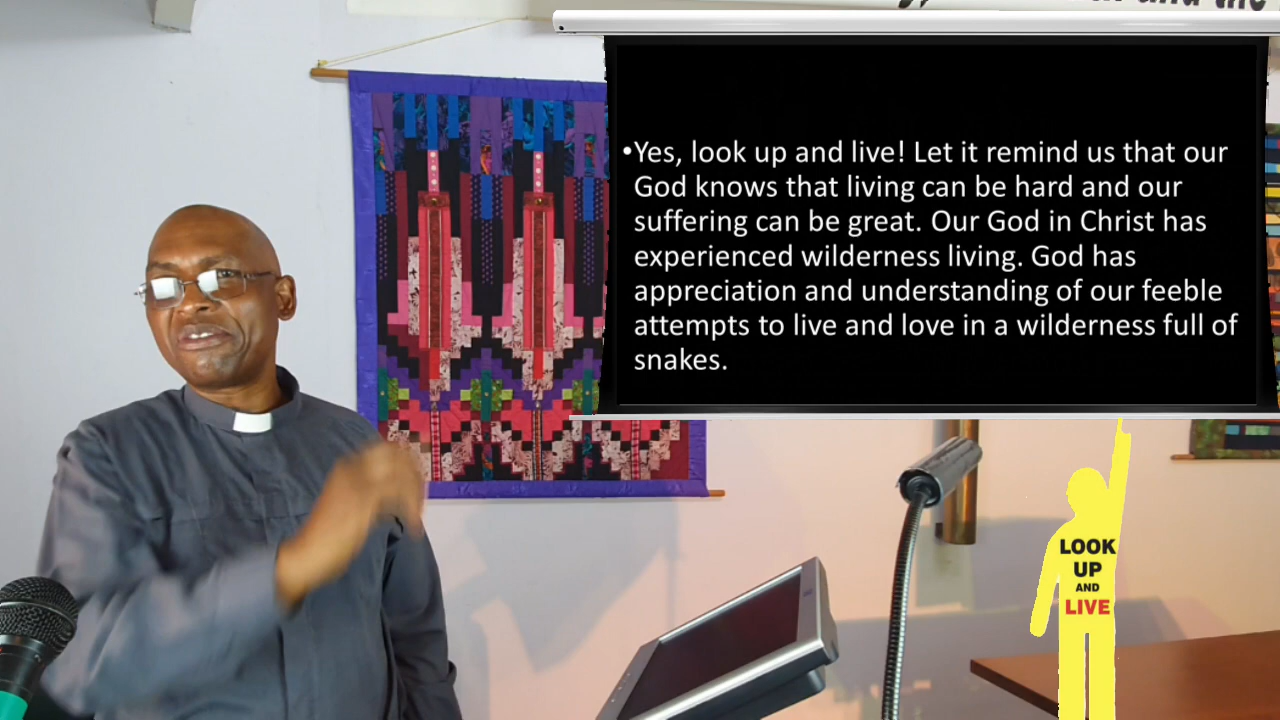 and the
•Yes, look up and live! Let it remind us that our
God knows that living can be hard and our
suffering can be great. Our God in Christ has
experienced wilderness living. God has
appreciation and understanding of our feeble
attempts to live and love in a wilderness full of
snakes.
LOOK
UP
AND
LIVE